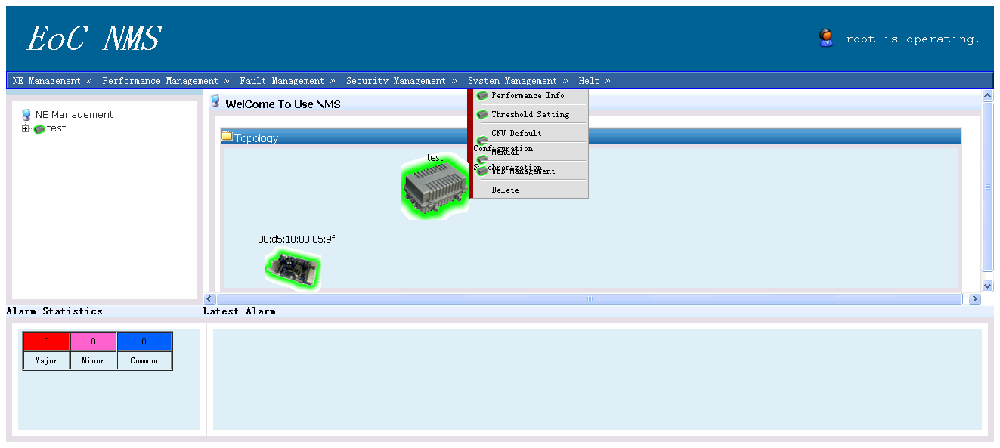 EoC NMS
root is operating.
NE Management » Performance Management » Fault Management » Security Management » System Management » Help »
NE Management
test
WelCome To Use NMS
Topology
test
00:d5:18:00:05:9f
Performance Info
Threshold Setting
CNU Default
Configuration
Manual
Synchronization
WEB Management
Delete
Alarm Statistics
Latest Alarm
0 0 0
Major Minor Common